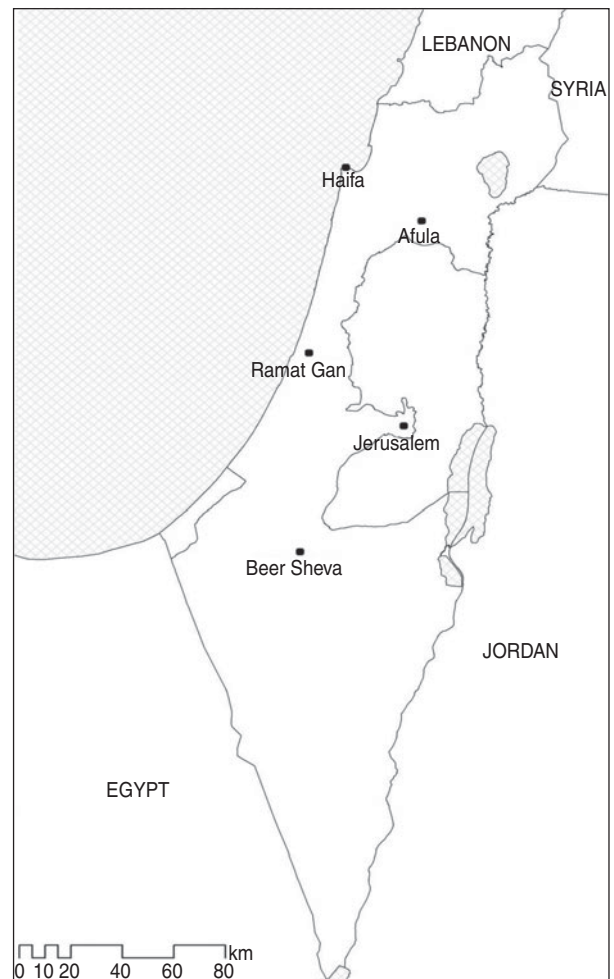 LEBANON
SYRIA
Haifa
Afula
Ramat Gan
Jerusalem
Beer Sheva
JORDAN
EGYPT
km
0 10 20 40 60 80